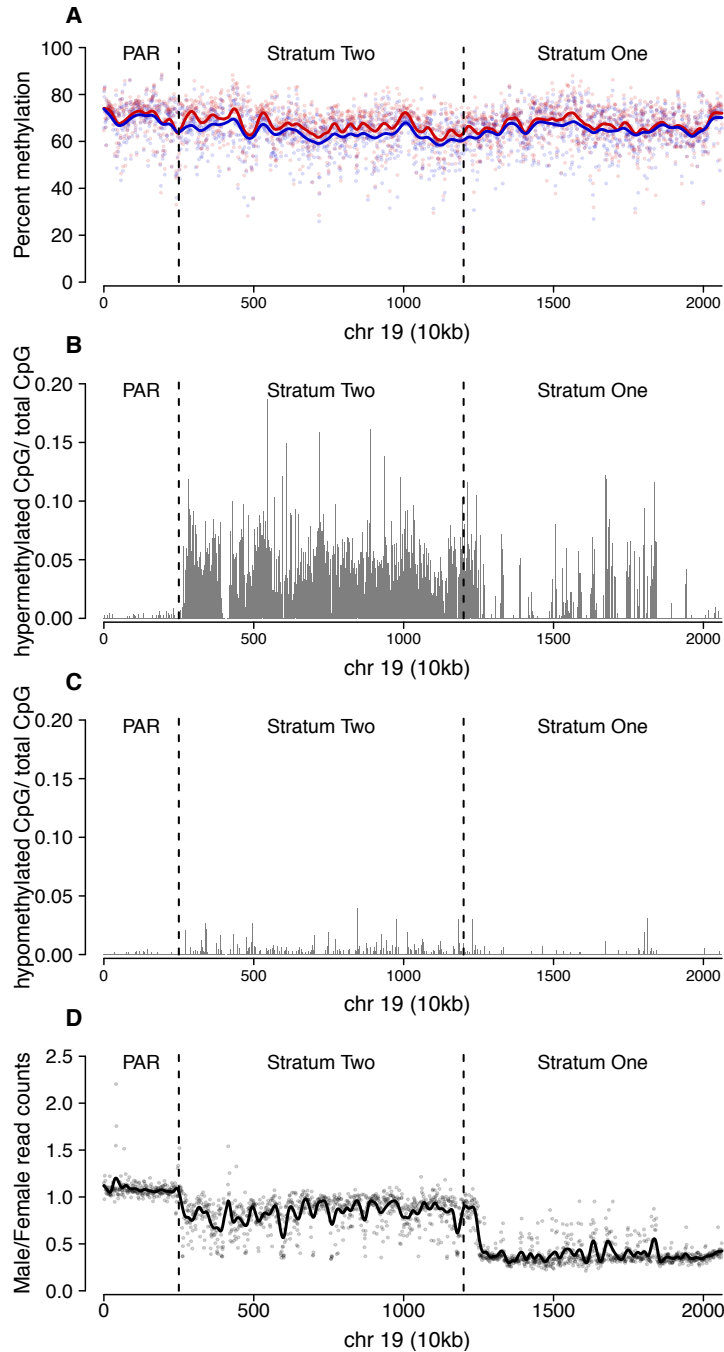 A
PAR Stratum Two Stratum One
Percent methylation
100
80
60
40
20
0
0 500 1000 1500 2000
chr 19 (10kb)
B
PAR Stratum Two Stratum One
hypermethylated CpG/ total CpG
0.20
0.15
0.10
0.05
0.00
0 500 1000 1500 2000
chr 19 (10kb)
C
PAR Stratum Two Stratum One
hypomethylated CpG/ total CpG
0.20
0.15
0.10
0.05
0.00
0 500 1000 1500 2000
chr 19 (10kb)
D
PAR Stratum Two Stratum One
Male/Female read counts
2.5
2.0
1.5
1.0
0.5
0.0
0 500 1000 1500 2000
chr 19 (10kb)